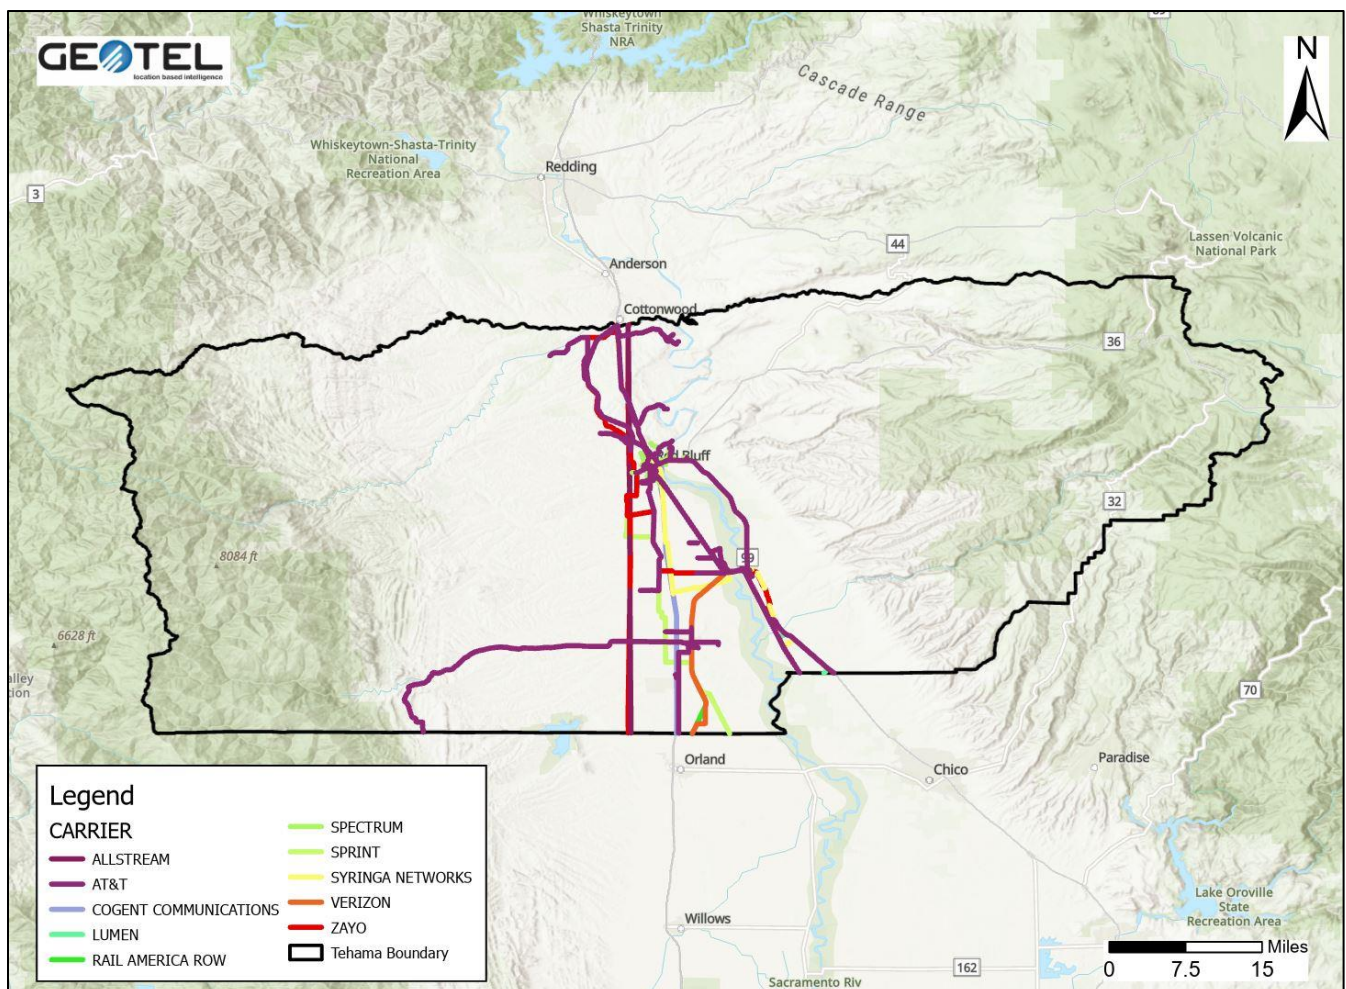 Whiskeytown
Shasta Trinity
NRA
GEOTEL
location based intelligence
N
Cascade Range
Whiskeytown-Shasta-Trinity
National
Recreation Area
Redding
3
44
Lassen Volcanic
National Park
Anderson
Cottonwood
36
Red Bluff
32
99
8084 ft
6628 ft
70
Orland
Chico
Paradise
Willows
Lake Oroville
State
Recreation Area
162
Sacramento Riv
Legend
CARRIER
ALLSTREAM
AT&T
COGENT COMMUNICATIONS
LUMEN
RAIL AMERICA ROW
SPECTRUM
SPRINT
SYRINGA NETWORKS
VERIZON
ZAYO
Tehama Boundary
Miles
0 7.5 15